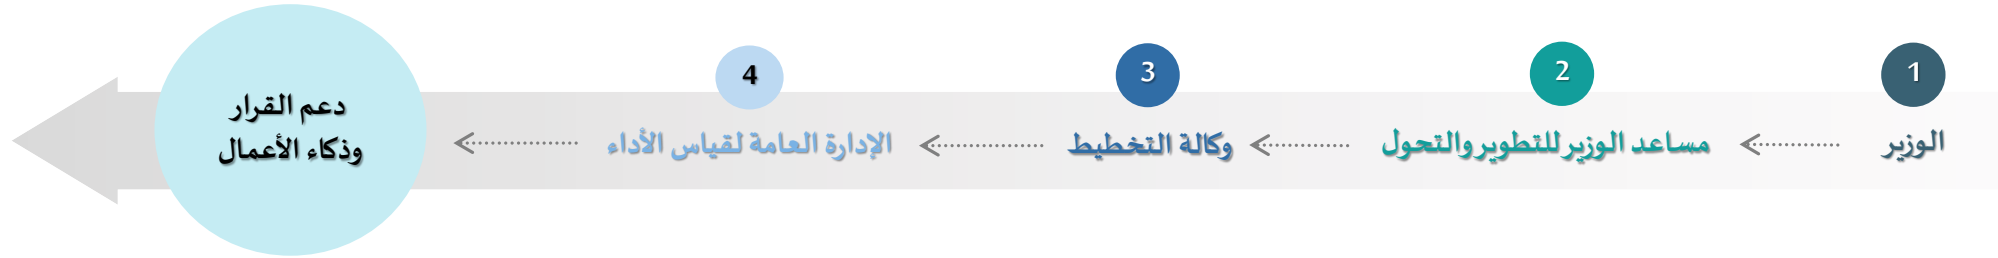 1
الوزير
2
مساعد الوزير للتطوير والتحول
3
وكالة التخطيط
4
الإدارة العامة لقياس الأداء
دعم القرار
وذكاء الأعمال